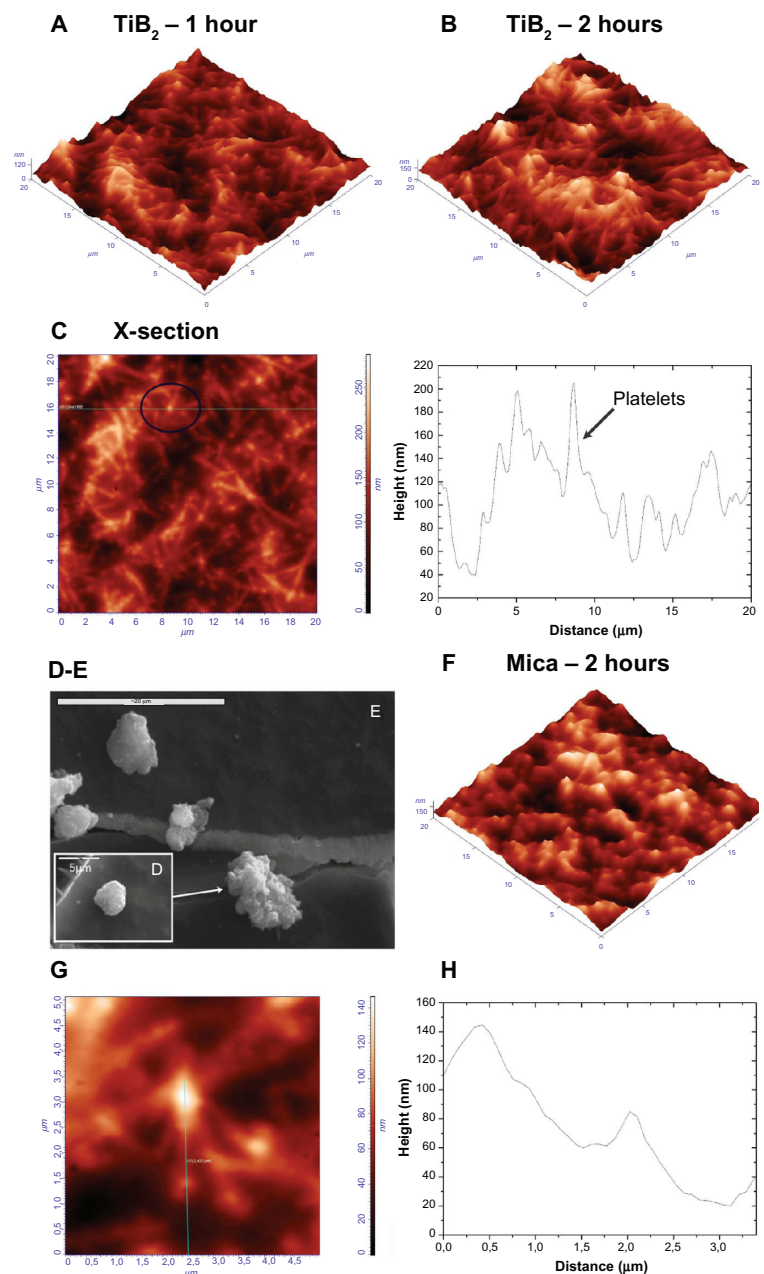 A TiB₂ – 1 hour
B TiB₂ – 2 hours
nm
120
0
20
15
10
5
0
μm
5
10
15
20
μm
nm
150
0
20
15
10
5
0
μm
5
10
15
20
μm
C X-section
20
18
16
14
12
10
8
6
4
2
0
μm
0 2 4 6 8 10 12 14 16 18 20
μm
250
200
150
100
50
0
nm
220
200
180
160
140
120
100
80
60
40
20
Height (nm)
Platelets
0 5 10 15 20
Distance (μm)
D-E
~20 μm
E
D
5μm
F Mica – 2 hours
nm
150
20
15
10
5
0
μm
5
10
15
μm
G
5,0
4,5
4,0
3,5
3,0
2,5
2,0
1,5
1,0
0,5
0
μm
0 0,5 1,0 1,5 2,0 2,5 3,0 3,5 4,0 4,5
μm
140
120
100
80
60
40
20
0
nm
H
160
140
120
100
80
60
40
20
0
Height (nm)
0,0 0,5 1,0 1,5 2,0 2,5 3,0
Distance (μm)